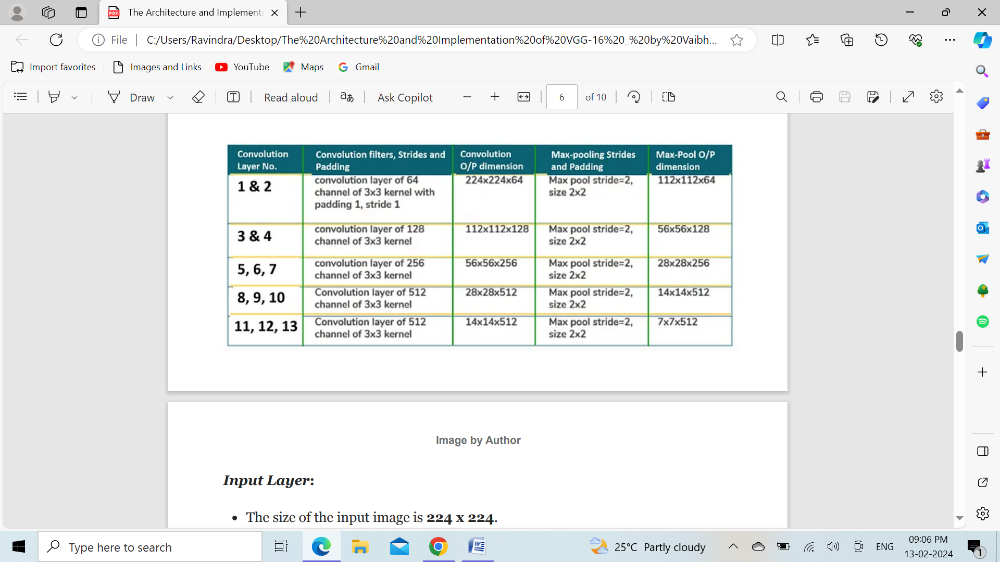 The Architecture and Implementa
File
C:/Users/Ravindra/Desktop/The%20Architecture%20and%20Implementation%20of%20VGG-16%20_%20by%20Vaibh...
Import favorites
Images and Links
YouTube
Maps
Gmail
Draw
Read aloud
Ask Copilot
6
of 10
Convolution
Layer No.
Convolution filters, Strides and
Padding
Convolution
O/P dimension
Max-pooling Strides
and Padding
Max-Pool O/P
dimension
1 & 2
convolution layer of 64
channel of 3x3 kernel with
padding 1, stride 1
224x224x64
Max pool stride=2,
size 2x2
112x112x64
3 & 4
convolution layer of 128
channel of 3x3 kernel
112x112x128
Max pool stride=2,
size 2x2
56x56x128
5, 6, 7
convolution layer of 256
channel of 3x3 kernel
56x56x256
Max pool stride=2,
size 2x2
28x28x256
8, 9, 10
Convolution layer of 512
channel of 3x3 kernel
28x28x512
Max pool stride=2,
size 2x2
14x14x512
11, 12, 13
Convolution layer of 512
channel of 3x3 kernel
14x14x512
Max pool stride=2,
size 2x2
7x7x512
Image by Author
Input Layer:
• The size of the input image is 224 x 224.
Type here to search
25°C Partly cloudy
ENG
09:06 PM
13-02-2024
1